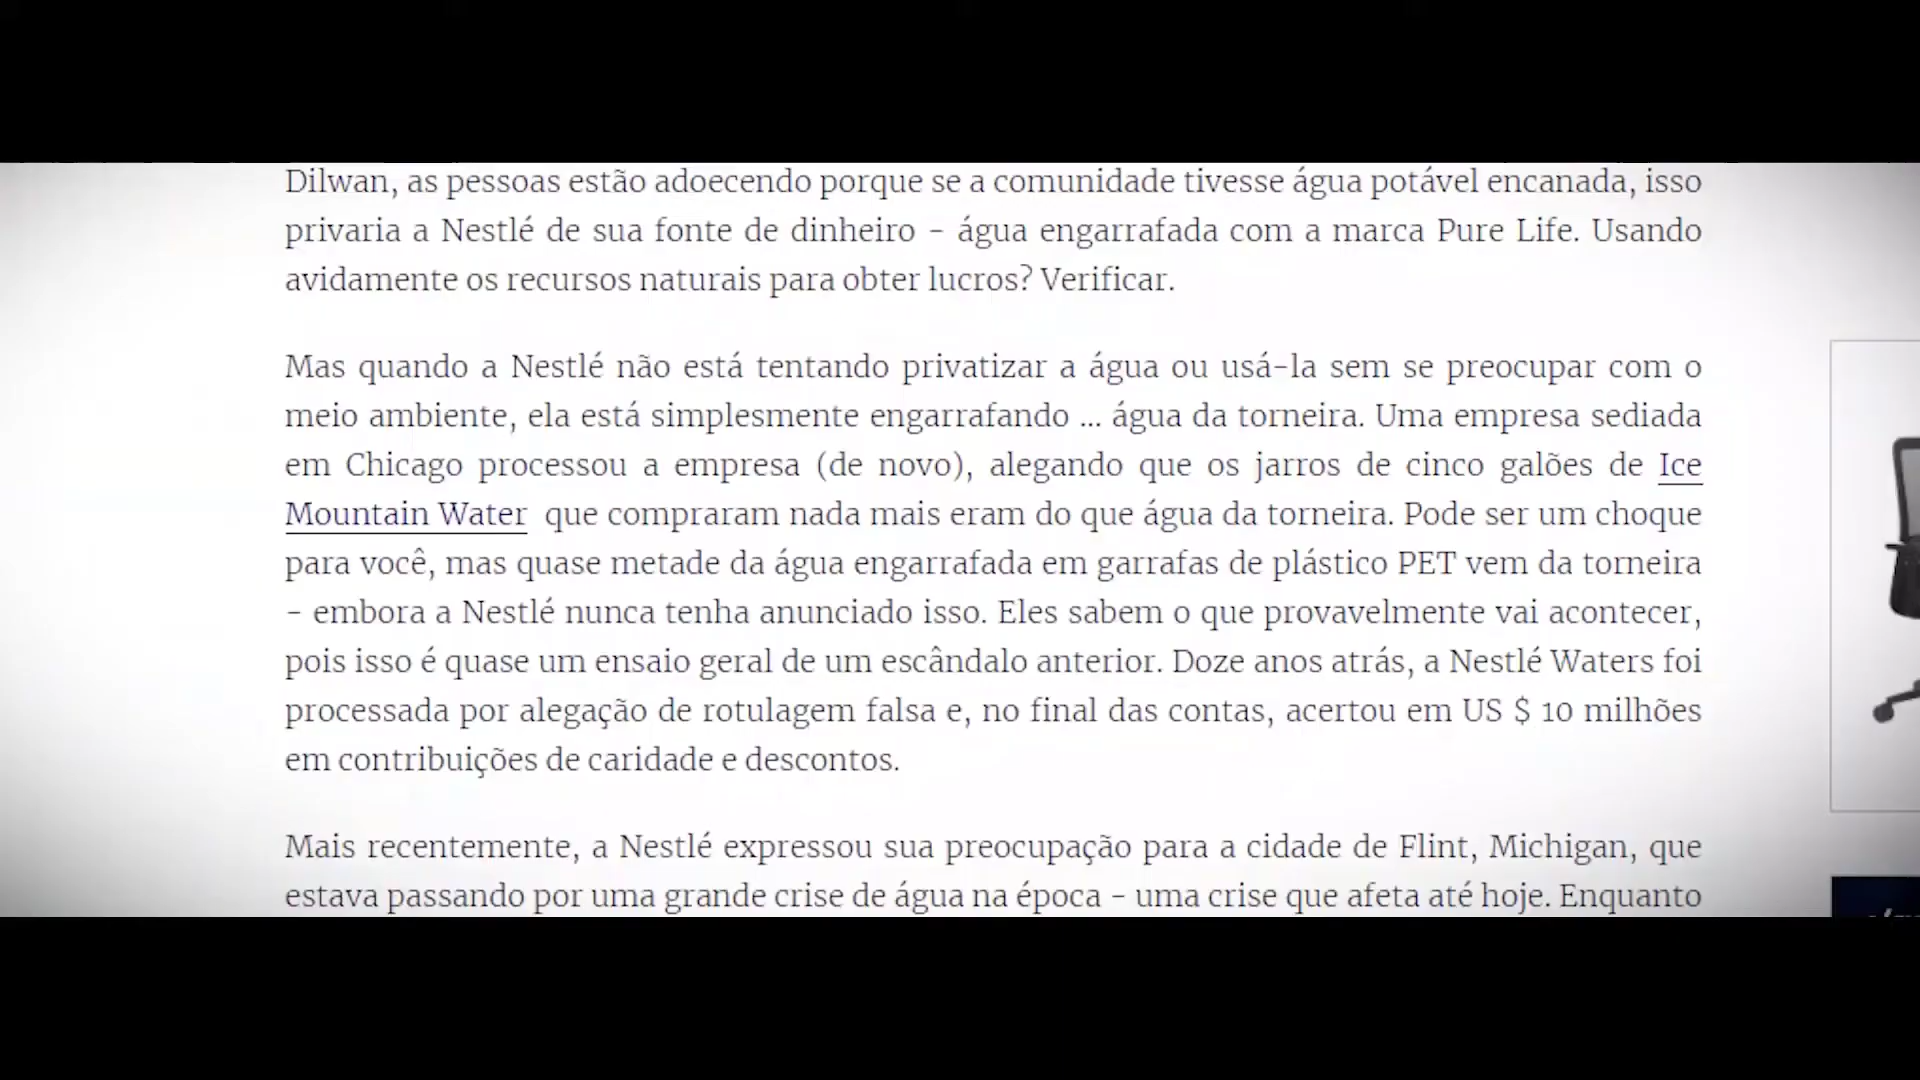 Dilwan, as pessoas estão adoecendo porque se a comunidade tivesse água potável encanada, isso
privaria a Nestlé de sua fonte de dinheiro – água engarrafada com a marca Pure Life. Usando
avidamente os recursos naturais para obter lucros? Verificar.
Mas quando a Nestlé não está tentando privatizar a água ou usá-la sem se preocupar com o
meio ambiente, ela está simplesmente engarrafando ... água da torneira. Uma empresa sediada
em Chicago processou a empresa (de novo), alegando que os jarros de cinco galões de Ice
Mountain Water que compraram nada mais eram do que água da torneira. Pode ser um choque
para você, mas quase metade da água engarrafada em garrafas de plástico PET vem da torneira
– embora a Nestlé nunca tenha anunciado isso. Eles sabem o que provavelmente vai acontecer,
pois isso é quase um ensaio geral de um escândalo anterior. Doze anos atrás, a Nestlé Waters foi
processada por alegação de rotulagem falsa e, no final das contas, acertou em US $ 10 milhões
em contribuições de caridade e descontos.
Mais recentemente, a Nestlé expressou sua preocupação para a cidade de Flint, Michigan, que
estava passando por uma grande crise de água na época – uma crise que afeta até hoje. Enquanto